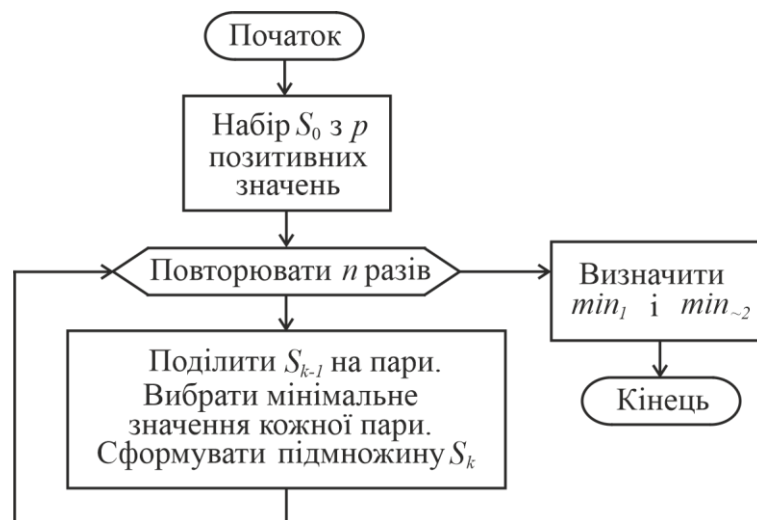 Початок
Набір S₀ з p
позитивних
значень
Повторювати n разів
Визначити
min₁ і min~₂
Поділити Sₖ₋₁ на пари.
Вибрати мінімальне
значення кожної пари.
Сформувати підмножину Sₖ
Кінець